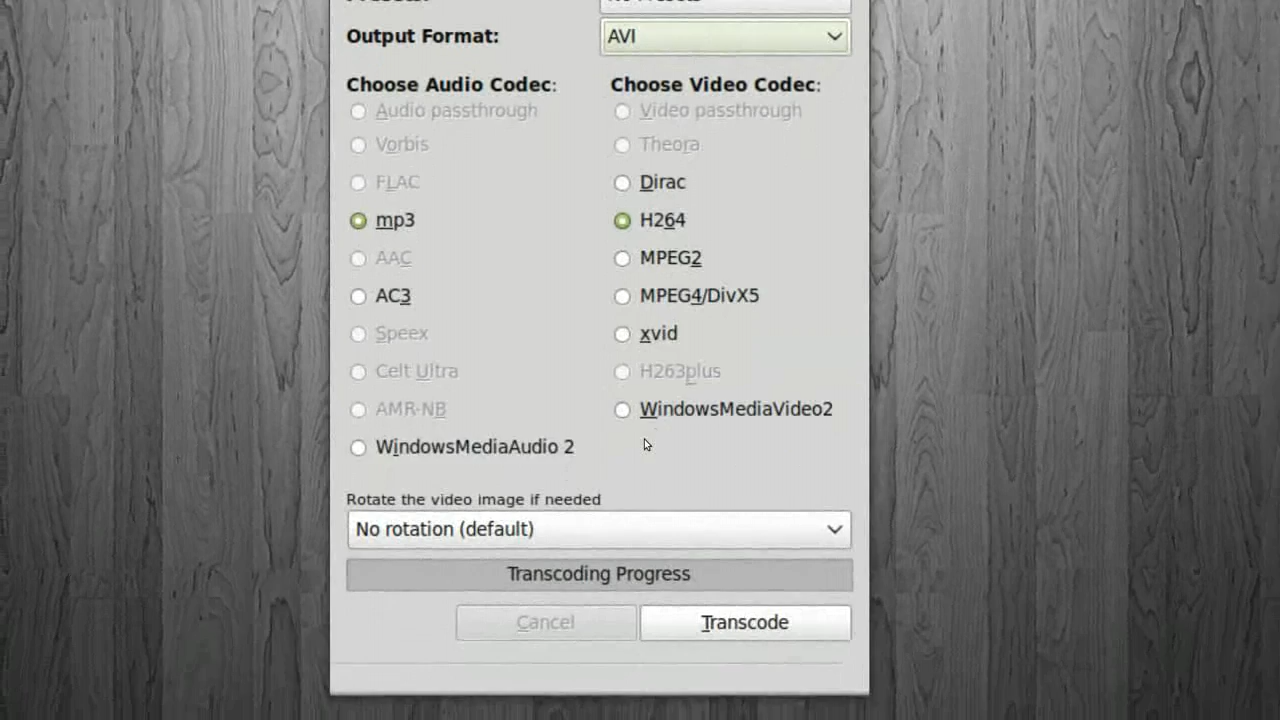 Output Format: AVI
Choose Audio Codec: Choose Video Codec:
Audio passthrough Video passthrough
Vorbis Theora
FLAC Dirac
mp3 H264
AAC MPEG2
AC3 MPEG4/DivX5
Speex xvid
Celt Ultra H263plus
AMR-NB WindowsMediaVideo2
WindowsMediaAudio 2
Rotate the video image if needed
No rotation (default)
Transcoding Progress
Cancel Transcode